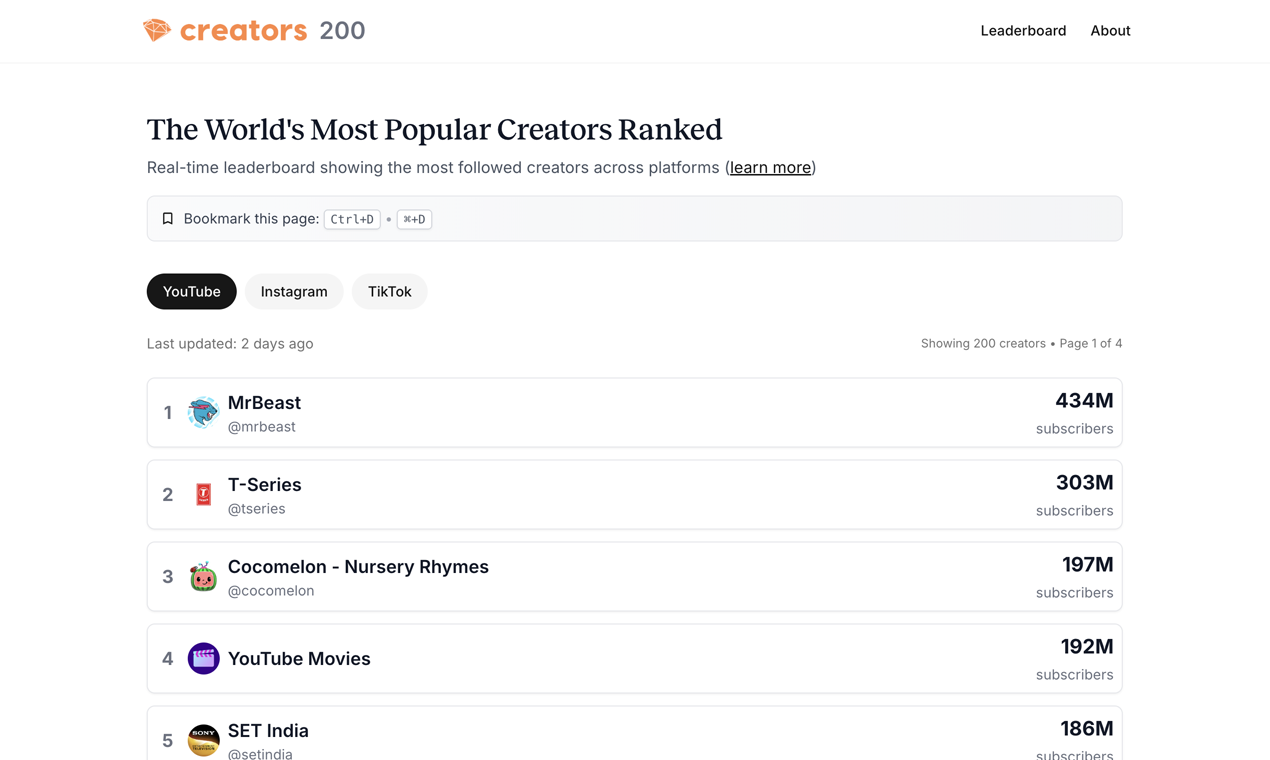 creators 200
Leaderboard
About
The World's Most Popular Creators Ranked
Real-time leaderboard showing the most followed creators across platforms (learn more)
Bookmark this page: Ctrl+D • ⌘+D
YouTube
Instagram
TikTok
Last updated: 2 days ago
Showing 200 creators • Page 1 of 4
1
MrBeast
@mrbeast
434M
subscribers
2
T-Series
@tseries
303M
subscribers
3
Cocomelon - Nursery Rhymes
@cocomelon
197M
subscribers
4
YouTube Movies
192M
subscribers
5
SONY
SET India
@setindia
186M
subscribers